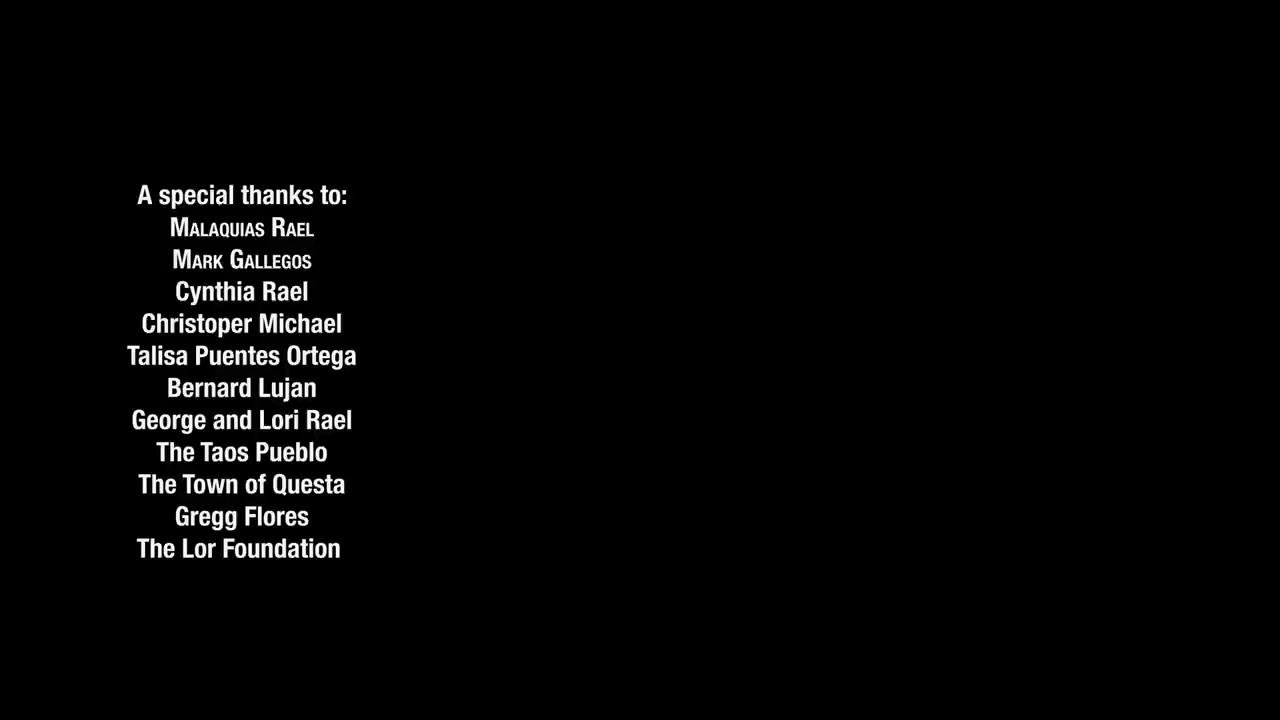 A special thanks to:
Malaquias Rael
Mark Gallegos
Cynthia Rael
Christoper Michael
Talisa Puentes Ortega
Bernard Lujan
George and Lori Rael
The Taos Pueblo
The Town of Questa
Gregg Flores
The Lor Foundation